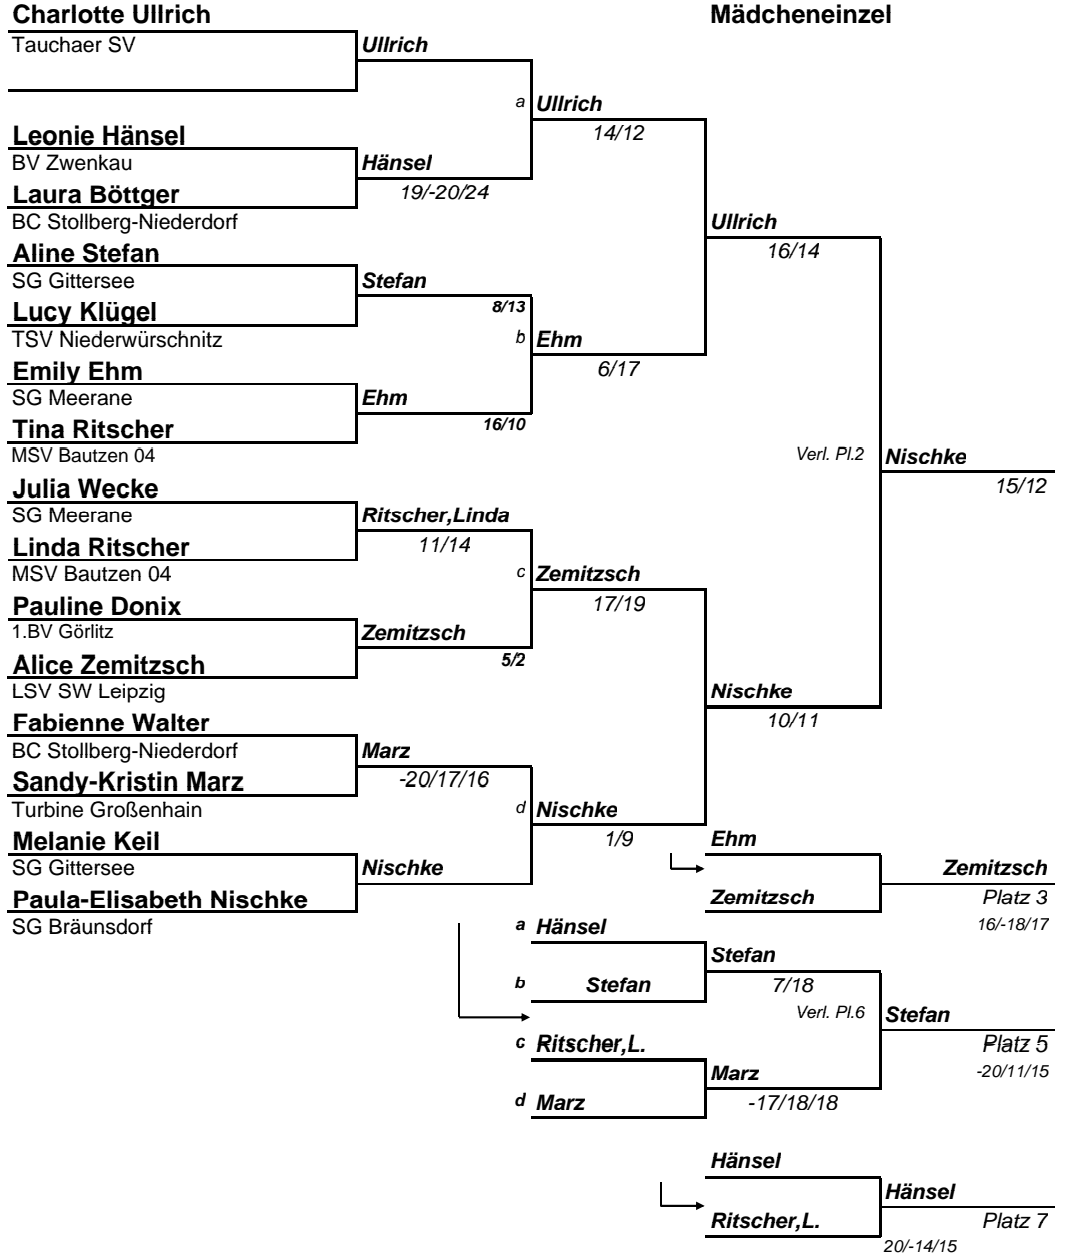 Charlotte Ullrich
Mädcheneinzel
Tauchaer SV
Ullrich
a Ullrich
14/12
Leonie Hänsel
BV Zwenkau
Hänsel
19/-20/24
Laura Böttger
BC Stollberg-Niederdorf
Ullrich
16/14
Aline Stefan
SG Gittersee
Stefan
8/13
Lucy Klügel
TSV Niederwürschnitz
b Ehm
6/17
Emily Ehm
SG Meerane
Ehm
16/10
Tina Ritscher
MSV Bautzen 04
Verl. Pl.2 Nischke
15/12
Julia Wecke
SG Meerane
Ritscher,Linda
11/14
Linda Ritscher
MSV Bautzen 04
c Zemitzsch
17/19
Pauline Donix
1.BV Görlitz
Zemitzsch
5/2
Alice Zemitzsch
LSV SW Leipzig
Nischke
10/11
Fabienne Walter
BC Stollberg-Niederdorf
Marz
-20/17/16
Sandy-Kristin Marz
Turbine Großenhain
d Nischke
1/9
Melanie Keil
SG Gittersee
Nischke
Paula-Elisabeth Nischke
SG Bräunsdorf
Ehm
Zemitzsch
Zemitzsch
Platz 3
16/-18/17
a Hänsel
Stefan
7/18
b Stefan
Verl. Pl.6 Stefan
Platz 5
-20/11/15
c Ritscher,L.
Marz
-17/18/18
d Marz
Hänsel
Hänsel
Platz 7
Ritscher,L.
20/-14/15